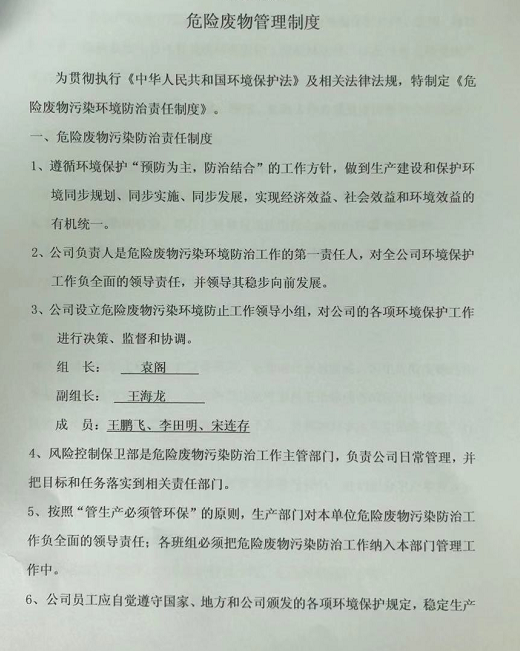 危险废物管理制度
为贯彻执行《中华人民共和国环境保护法》及相关法律法规，特制定《危
险废物污染环境防治责任制度》。
一、危险废物污染防治责任制度
1、遵循环境保护“预防为主，防治结合”的工作方针，做到生产建设和保护环
境同步规划、同步实施、同步发展，实现经济效益、社会效益和环境效益的
有机统一。
2、公司负责人是危险废物污染环境防治工作的第一责任人，对全公司环境保护
工作负全面的领导责任，并领导其稳步向前发展。
3、公司设立危险废物污染环境防止工作领导小组，对公司的各项环境保护工作
进行决策、监督和协调。
组　长：　袁阁
副组长：　王海龙
成　员：王鹏飞、李田明、宋连存
4、风险控制保卫部是危险废物污染防治工作主管部门，负责公司日常管理，并
把目标和任务落实到相关责任部门。
5、按照“管生产必须管环保”的原则，生产部门对本单位危险废物污染防治工
作负全面的领导责任；各班组必须把危险废物污染防治工作纳入本部门管理工
作中。
6、公司员工应自觉遵守国家、地方和公司颁发的各项环境保护规定，稳定生产